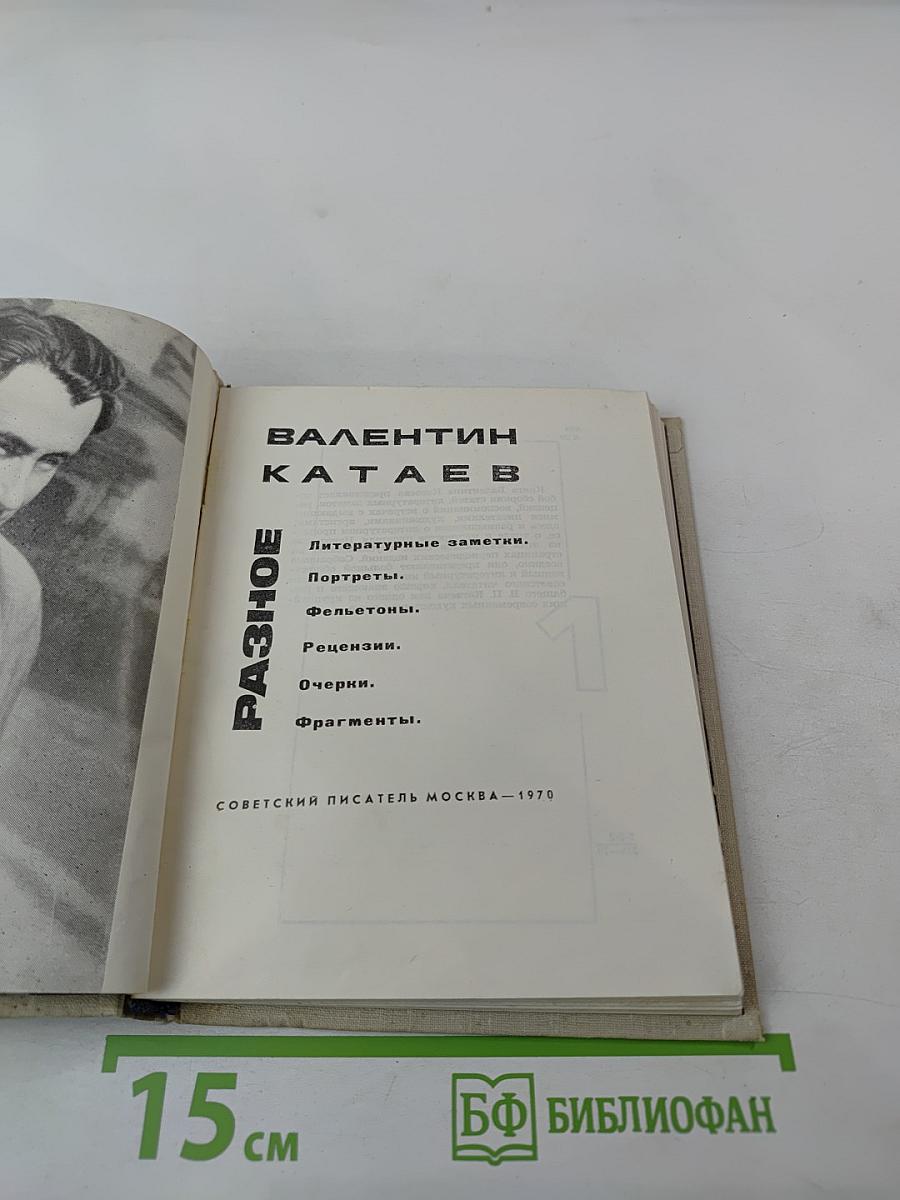 ВАЛЕНТИН
КАТАЕВ
РАЗНОЕ
Литературные заметки.
Портреты.
Фельетоны.
Рецензии.
Очерки.
Фрагменты.
СОВЕТСКИЙ ПИСАТЕЛЬ МОСКВА—1970
15 см
БФ БИБЛИОФАН